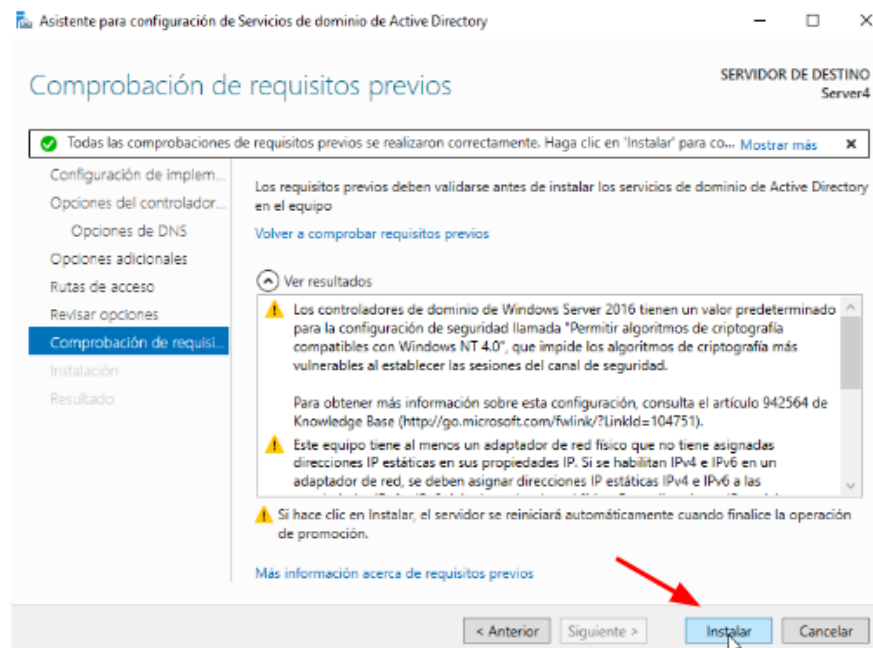 Asistente para configuración de Servicios de dominio de Active Directory
Comprobación de requisitos previos
SERVIDOR DE DESTINO
Server4
Todas las comprobaciones de requisitos previos se realizaron correctamente. Haga clic en 'Instalar' para co... Mostrar más
Configuración de implem...
Opciones del controlador...
Opciones de DNS
Opciones adicionales
Rutas de acceso
Revisar opciones
Comprobación de requisi...
Instalación
Resultado
Los requisitos previos deben validarse antes de instalar los servicios de dominio de Active Directory
en el equipo
Volver a comprobar requisitos previos
Ver resultados
Los controladores de dominio de Windows Server 2016 tienen un valor predeterminado
para la configuración de seguridad llamada "Permitir algoritmos de criptografía
compatibles con Windows NT 4.0", que impide los algoritmos de criptografía más
vulnerables al establecer las sesiones del canal de seguridad.
Para obtener más información sobre esta configuración, consulta el artículo 942564 de
Knowledge Base (http://go.microsoft.com/fwlink/?LinkId=104751).
Este equipo tiene al menos un adaptador de red físico que no tiene asignadas
direcciones IP estáticas en sus propiedades IP. Si se habilitan IPv4 e IPv6 en un
adaptador de red, se deben asignar direcciones IP estáticas IPv4 e IPv6 a las
Si hace clic en Instalar, el servidor se reiniciará automáticamente cuando finalice la operación
de promoción.
Más información acerca de requisitos previos
< Anterior
Siguiente >
Instalar
Cancelar